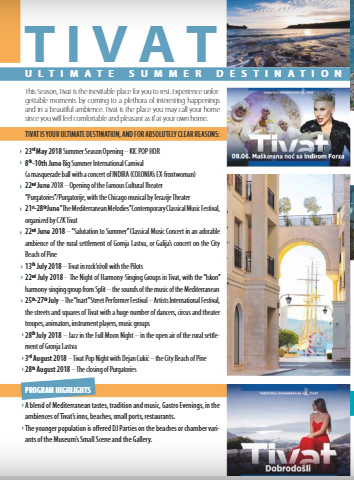 TIVAT
ULTIMATE SUMMER DESTINATION
This Season, Tivat is the inevitable place for you to rest. Experience unfor-
gettable moments by coming to a plethora of interesting happenings
and in a beautiful ambience. Tivat is the place you may call your home
since you will feel comfortable and pleasant as if at your own home.
TIVAT IS YOUR ULTIMATE DESTINATION, AND FOR ABSOLUTELY CLEAR REASONS:
› 23rd May 2018 Summer Season Opening – KIC POP HOR
› 8th -10th June Big Summer International Carnival
(a masquerade ball with a concert of INDIRA (COLONIA's EX-frontwoman)
› 22nd June 2018 – Opening of the Famous Cultural Theater
"Purgatories"/Purgatorije, with the Chicago musical by Terazije Theater
› 21st-28th June "The Mediterranean Melodies" Contemporary Classical Music Festival,
organized by C/K Tivat
› 22nd June 2018 – "Salutation to Summer" Classical Music Concert in an adorable
ambience of the rural settlement of Gornja Lastva, or Galijaš concert on the City
Beach of Pine
› 13th July 2018 – Tivat in rock'n'roll with the Pilots
› 22nd July 2018 – The Night of Harmony-Singing Groups in Tivat, with the "Iskon"
harmony-singing group from Split – the sounds of the music of the Mediterranean
› 25th-27th July – The "Inart" Street Performer Festival – Artists International Festival,
the streets and squares of Tivat with a huge number of dancers, circus and theater
troupes, animators, instrument players, music groups
› 28th July 2018 – Jazz in the Full Moon Night – in the open air of the rural settle-
ment of Gornja Lastva
› 3rd August 2018 – Tivat Pop Night with Dejan Cukić – the City Beach of Pine
› 28th August 2018 – The closing of Purgatories
PROGRAM HIGHLIGHTS
› A blend of Mediterranean tastes, tradition and music, Gastro Evenings, in the
ambiences of Tivat's inns, beaches, small ports, restaurants.
› The younger population is offered DJ Parties on the beaches or chamber vari-
ants of the Museum's Small Scene and the Gallery.
Tivat
09.06. Maškarana noć sa Indirom Forza
Tivat
Dobrodošli